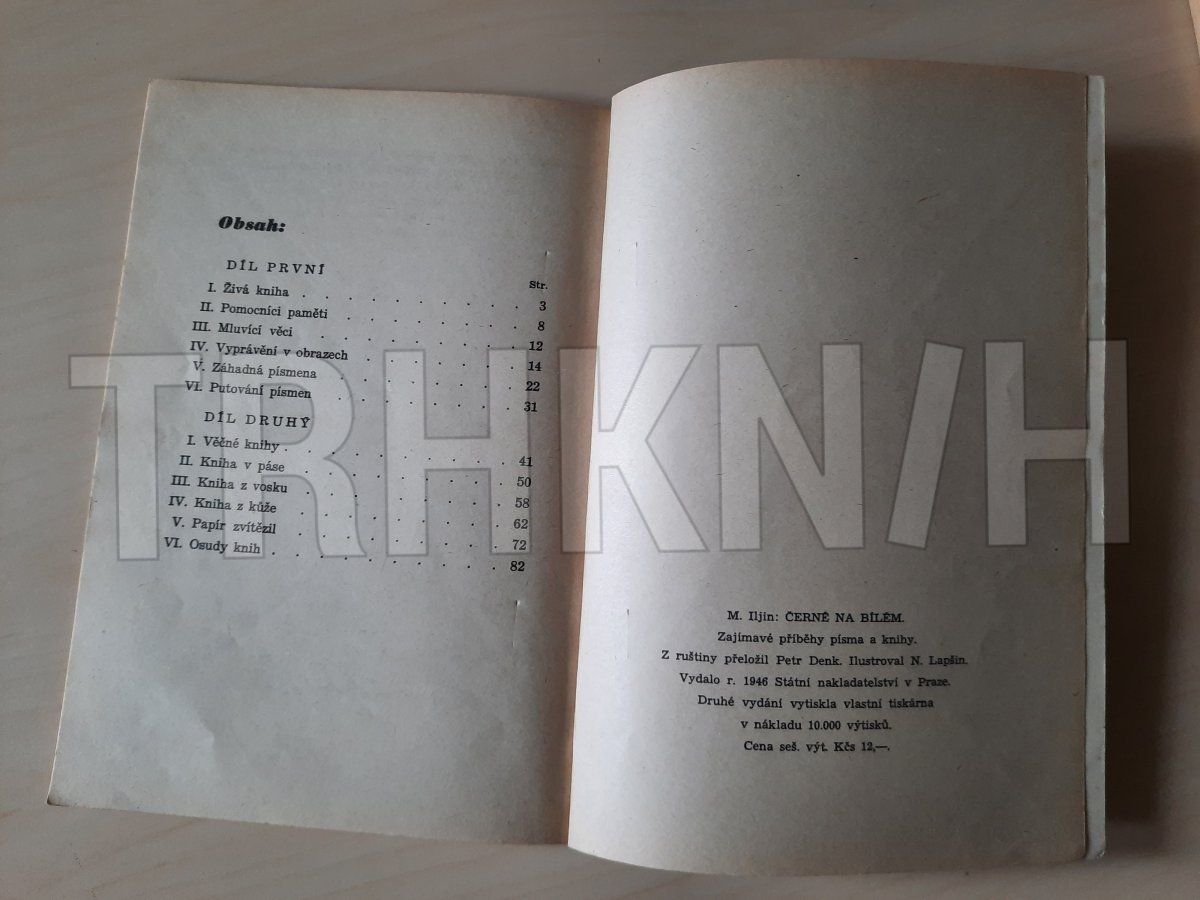 Obsah:
DÍL PRVNÍ
Str.
I. Živá kniha . . . . . . . . 3
II. Pomocníci paměti . . . . . . . 8
III. Mluvící věci . . . . . . . . 12
IV. Vyprávění v obrazech . . . . . . 14
V. Záhadná písmena . . . . . . . 22
VI. Putování písmen . . . . . . . 31
DÍL DRUHÝ
I. Věčné knihy . . . . . . . . 41
II. Kniha v páse . . . . . . . . 50
III. Kniha z vosku . . . . . . . . 58
IV. Kniha z kůže . . . . . . . . 62
V. Papír zvítězil . . . . . . . . 72
VI. Osudy knih . . . . . . . . . 82
TRHKNIH
M. Iljin: ČERNÉ NA BÍLÉM.
Zajímavé příběhy písma a knihy.
Z ruštiny přeložil Petr Denk. Ilustroval N. Lapšin.
Vydalo r. 1946 Státní nakladatelství v Praze.
Druhé vydání vytiskla vlastní tiskárna
v nákladu 10.000 výtisků.
Cena seš. výt. Kčs 12,—.